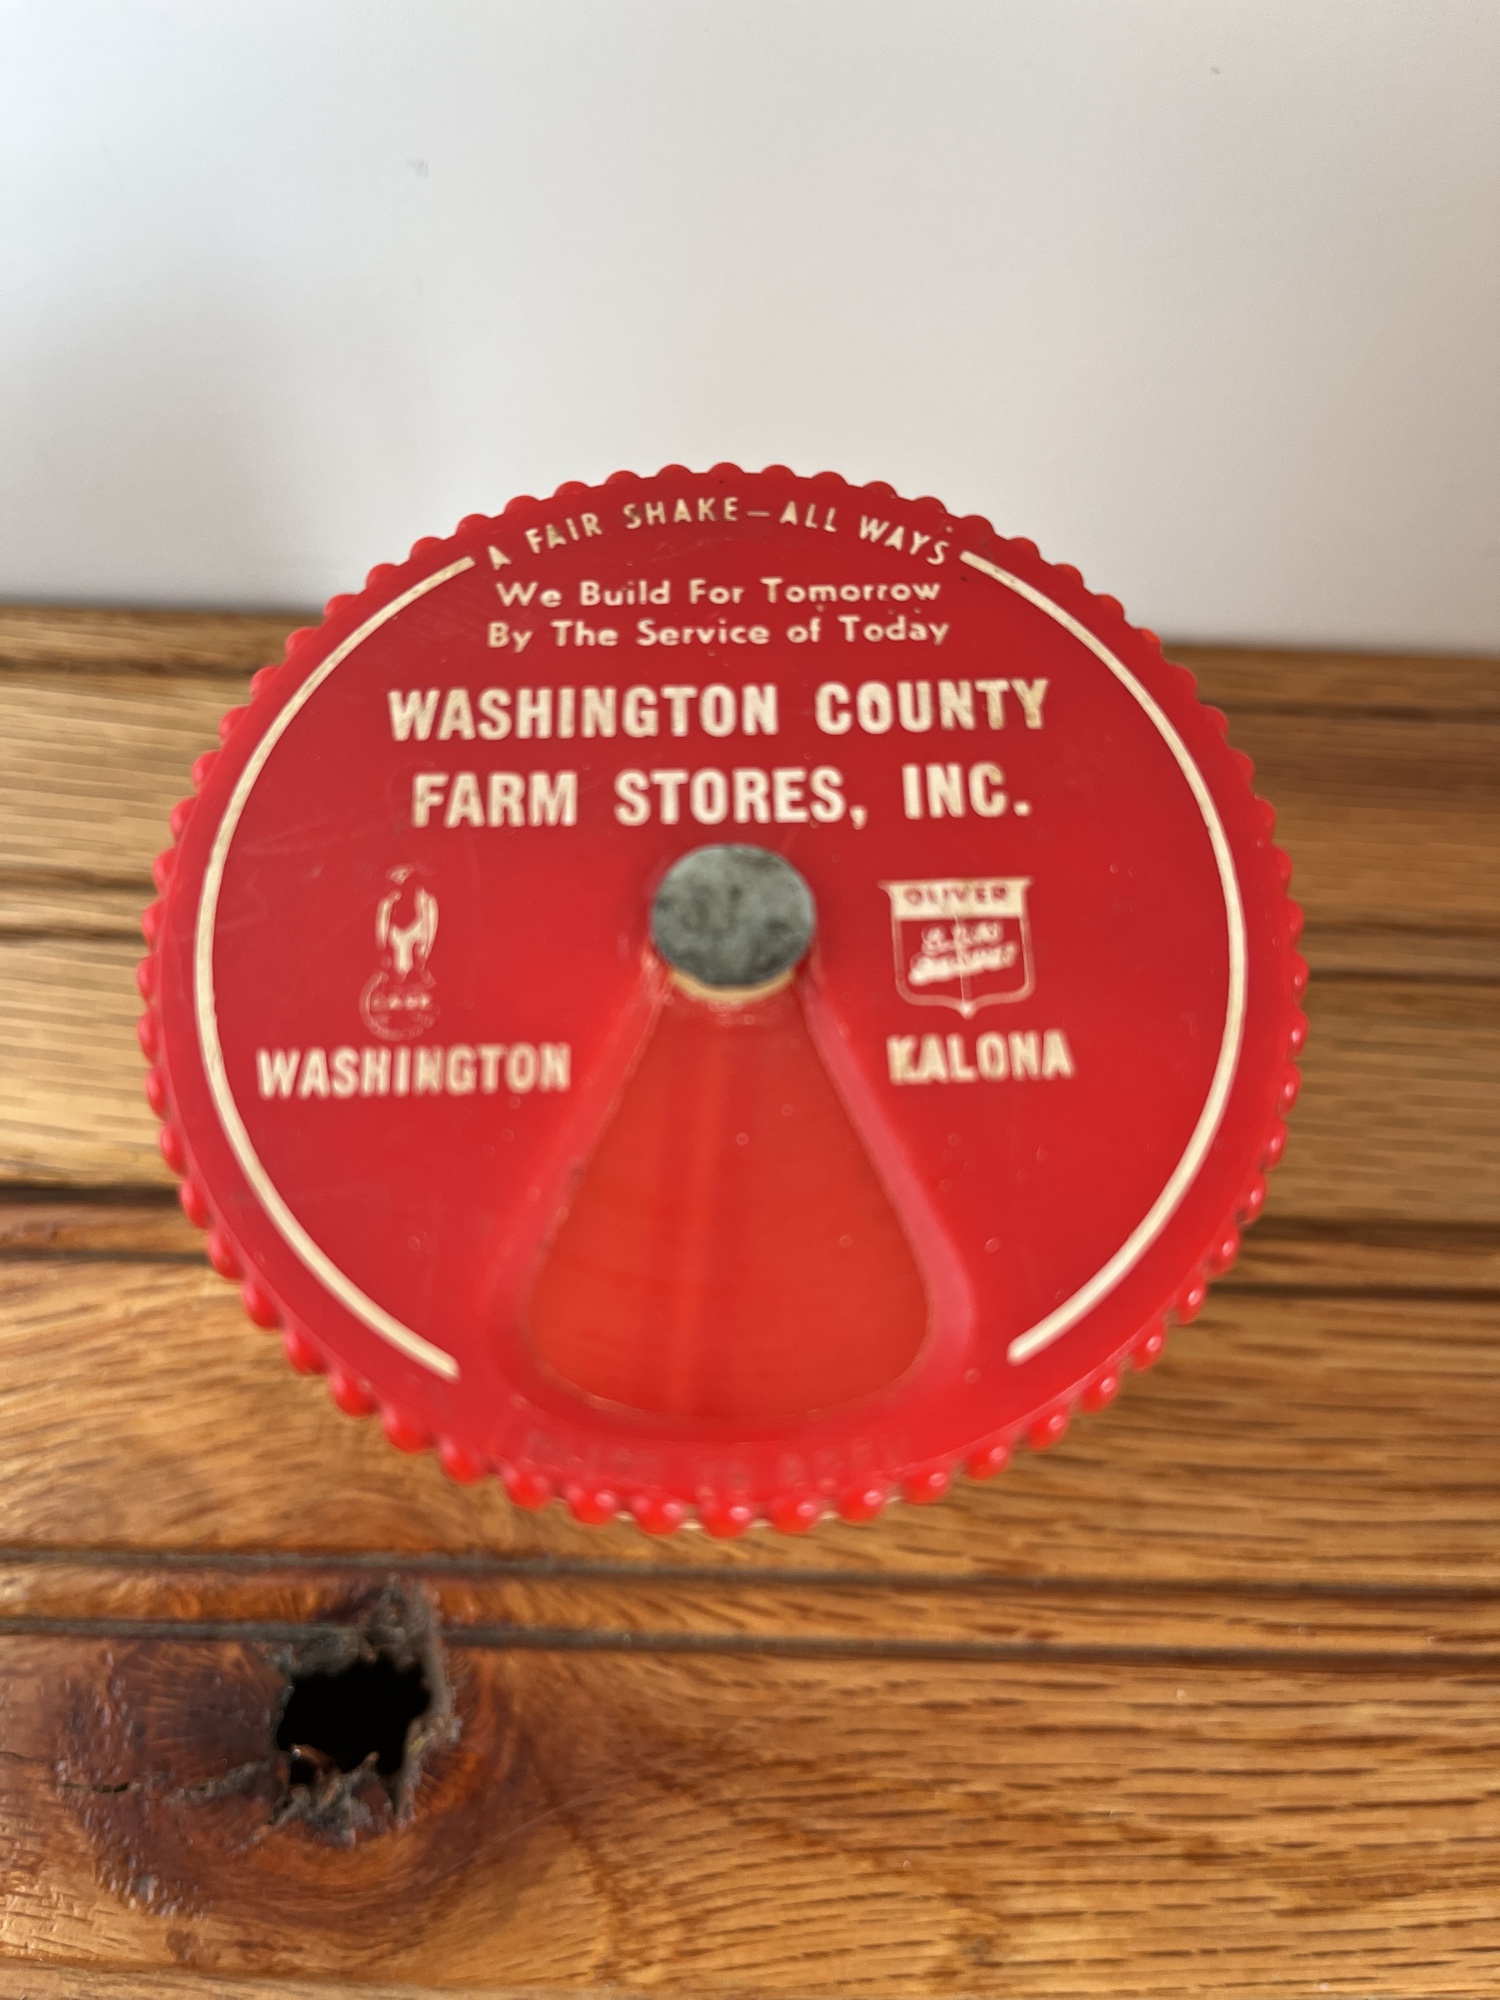 A FAIR SHAKE—ALL WAYS
We Build For Tomorrow
By The Service of Today
WASHINGTON COUNTY
FARM STORES, INC.
CASE
OLIVER
WASHINGTON
KALONA